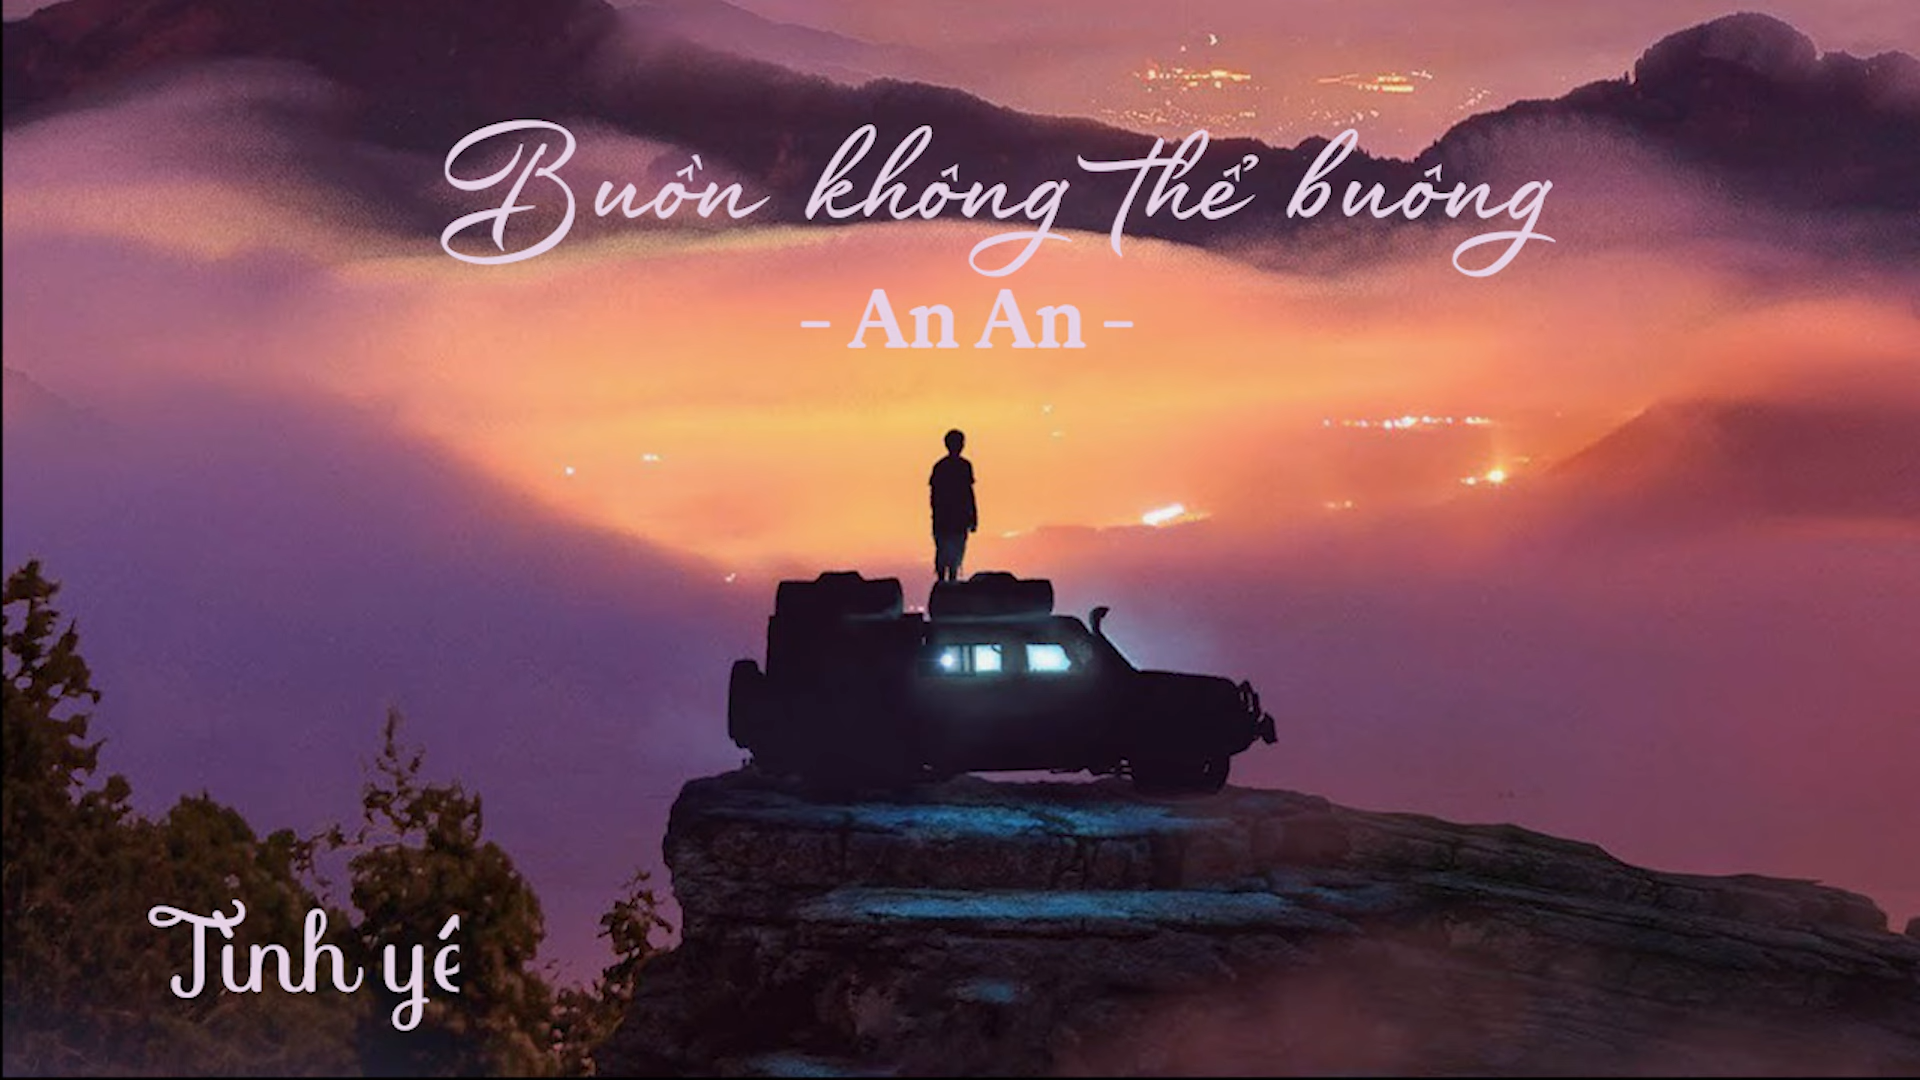 Buồn không thể buông
- An An -
Tình yê